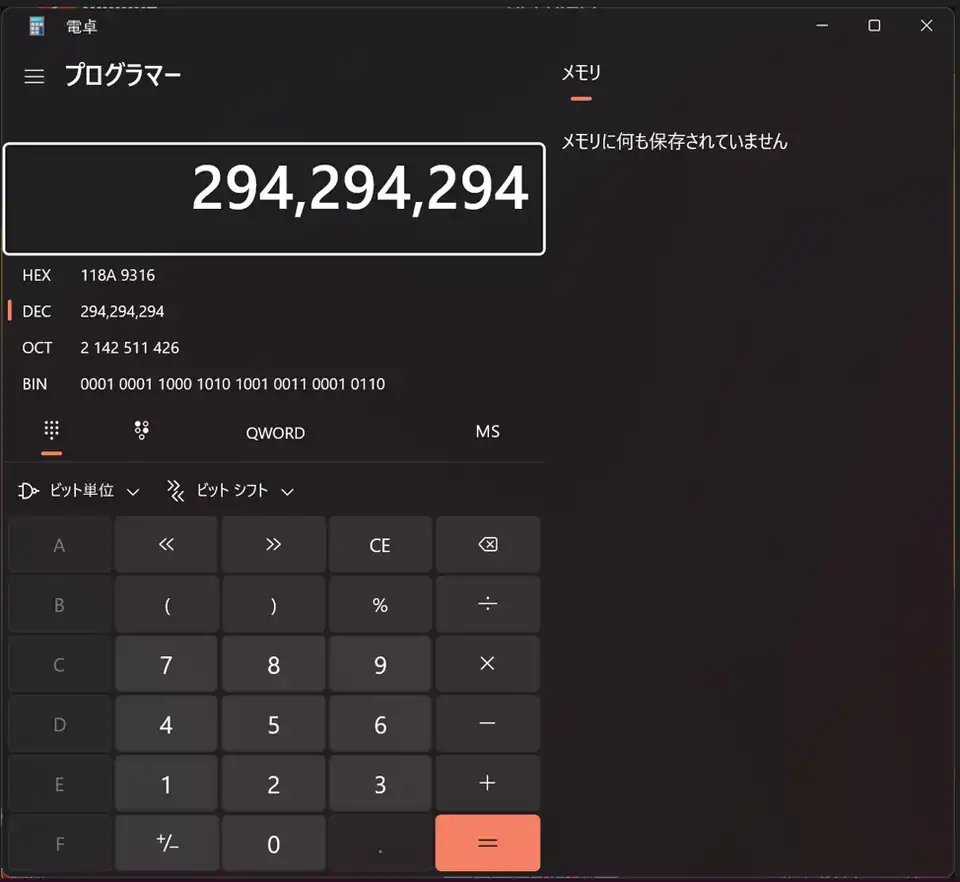 電卓
プログラマー
294,294,294
HEX 118A 9316
DEC 294,294,294
OCT 2 142 511 426
BIN 0001 0001 1000 1010 1001 0011 0001 0110
QWORD MS
ビット単位 ビット シフト
A << >> CE
B ( ) % ÷
C 7 8 9 ×
D 4 5 6 −
E 1 2 3 +
F +/− 0 . =
メモリ
メモリに何も保存されていません